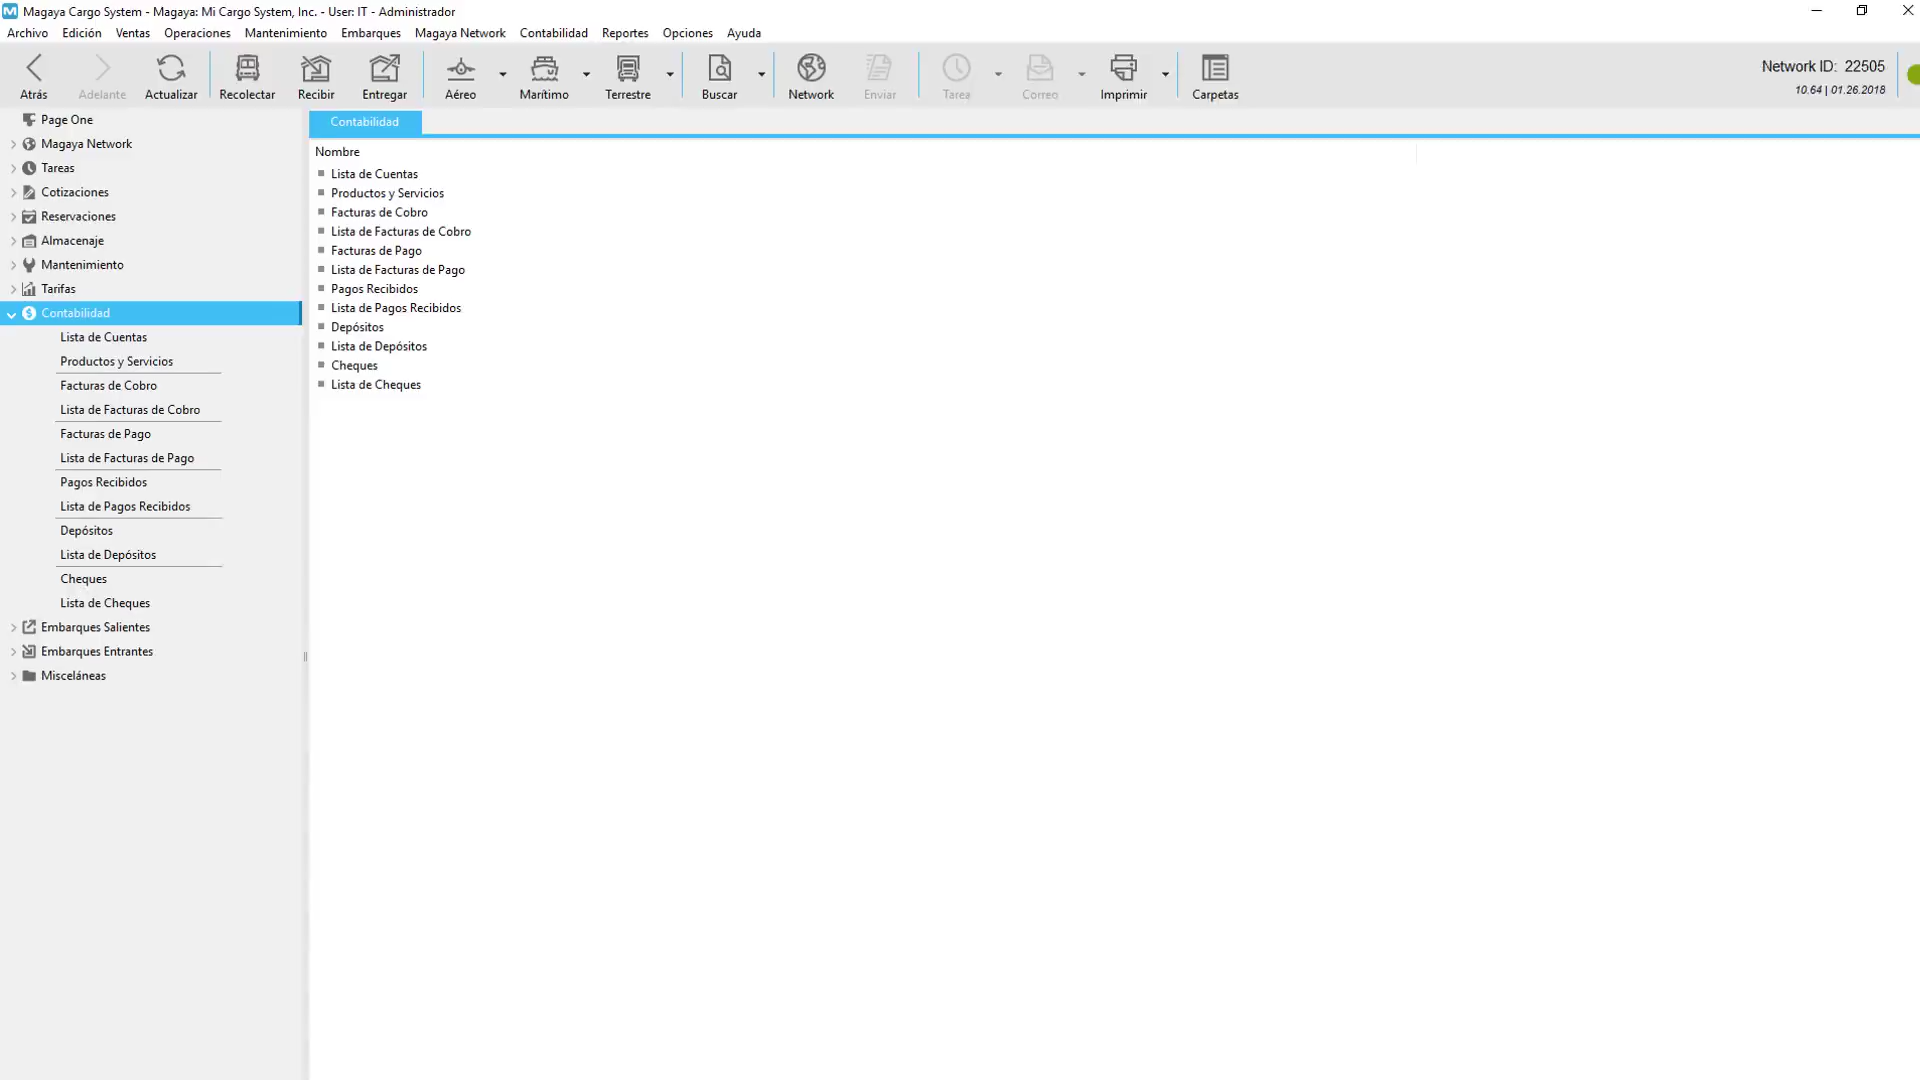 Magaya Cargo System - Magaya: Mi Cargo System, Inc. - User: IT - Administrador
Archivo Edición Ventas Operaciones Mantenimiento Embarques Magaya Network Contabilidad Reportes Opciones Ayuda
Atrás Adelante Actualizar Recolectar Recibir Entregar Aéreo Marítimo Terrestre Buscar Network Enviar Tarea Correo Imprimir Carpetas
Network ID: 22505
10.64 | 01.26.2018
Page One
Magaya Network
Tareas
Cotizaciones
Reservaciones
Almacenaje
Mantenimiento
Tarifas
Contabilidad
Lista de Cuentas
Productos y Servicios
Facturas de Cobro
Lista de Facturas de Cobro
Facturas de Pago
Lista de Facturas de Pago
Pagos Recibidos
Lista de Pagos Recibidos
Depósitos
Lista de Depósitos
Cheques
Lista de Cheques
Embarques Salientes
Embarques Entrantes
Misceláneas
Contabilidad
Nombre
Lista de Cuentas
Productos y Servicios
Facturas de Cobro
Lista de Facturas de Cobro
Facturas de Pago
Lista de Facturas de Pago
Pagos Recibidos
Lista de Pagos Recibidos
Depósitos
Lista de Depósitos
Cheques
Lista de Cheques